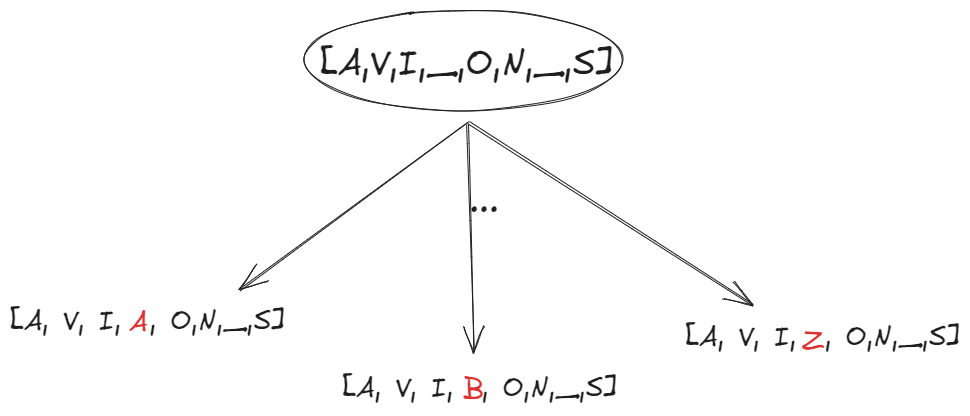 [A,V,I,_,O,N,_,S]
...
[A, V, I, A, O,N,_,S]
[A, V, I, B, O,N,_,S]
[A, V, I, Z, O,N,_,S]